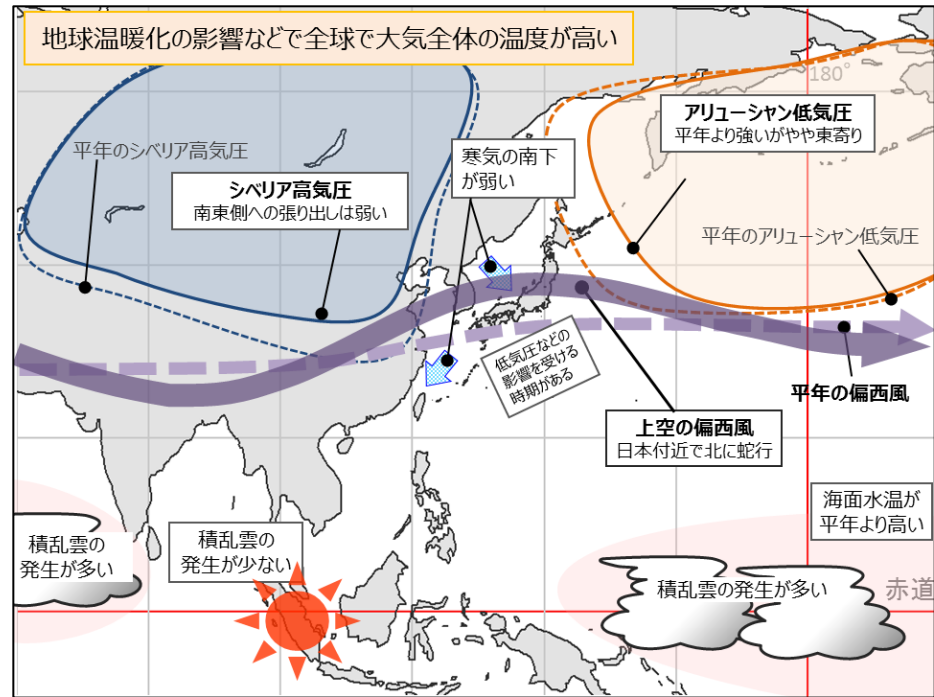 地球温暖化の影響などで全球で大気全体の温度が高い
180°
アリューシャン低気圧
平年より強いがやや東寄り
平年のシベリア高気圧
寒気の南下
が弱い
シベリア高気圧
南東側への張り出しは弱い
平年のアリューシャン低気圧
低気圧などの
影響を受ける
時期がある
平年の偏西風
上空の偏西風
日本付近で北に蛇行
海面水温が
平年より高い
積乱雲の
発生が多い
積乱雲の
発生が少ない
積乱雲の発生が多い
赤道